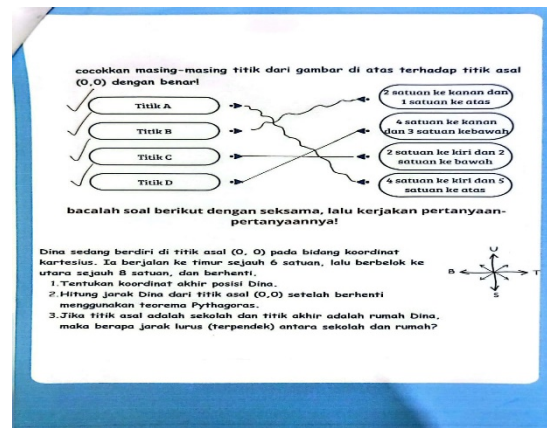 cocokkan masing-masing titik dari gambar di atas terhadap titik asal
(0,0) dengan benar!
Titik A
2 satuan ke kanan dan
1 satuan ke atas
Titik B
4 satuan ke kanan
dan 3 satuan kebawah
Titik C
2 satuan ke kiri dan 2
satuan ke bawah
Titik D
4 satuan ke kiri dan 5
satuan ke atas
bacalah soal berikut dengan seksama, lalu kerjakan pertanyaan-
pertanyaannya!
Dina sedang berdiri di titik asal (0, 0) pada bidang koordinat
kartesius. Ia berjalan ke timur sejauh 6 satuan, lalu berbelok ke
utara sejauh 8 satuan, dan berhenti.
1.Tentukan koordinat akhir posisi Dina.
2.Hitung jarak Dina dari titik asal (0,0) setelah berhenti
menggunakan teorema Pythagoras.
3.Jika titik asal adalah sekolah dan titik akhir adalah rumah Dina,
maka berapa jarak lurus (terpendek) antara sekolah dan rumah?
U
B
T
S